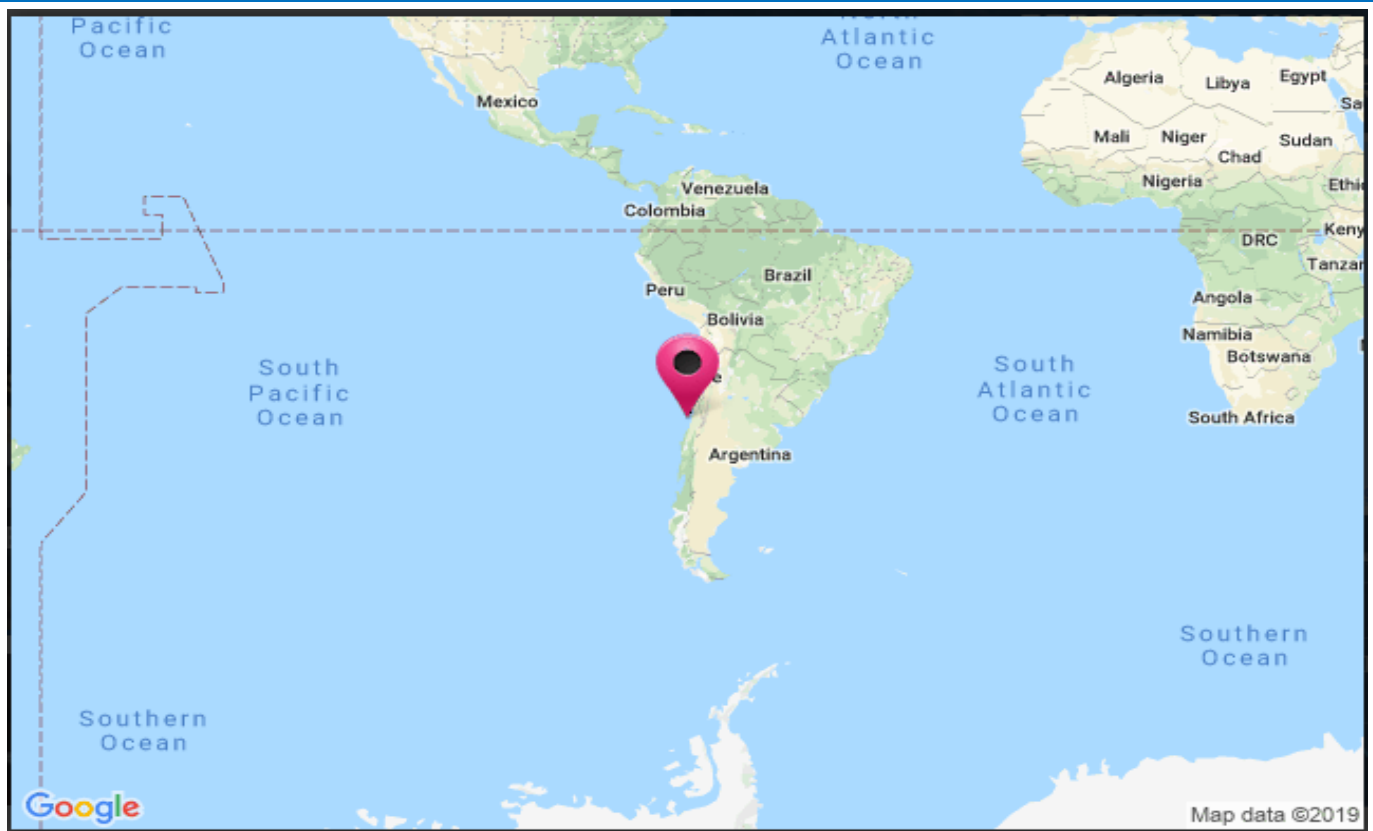 Pacific
Ocean
Atlantic
Ocean
Algeria
Libya
Egypt
Mexico
Mali
Niger
Sudan
Chad
Venezuela
Nigeria
Colombia
DRC
Brazil
Peru
Angola
Bolivia
Namibia
Botswana
South
Pacific
Ocean
South
Atlantic
Ocean
South Africa
Argentina
Southern
Ocean
Southern
Ocean
Google
Map data ©2019